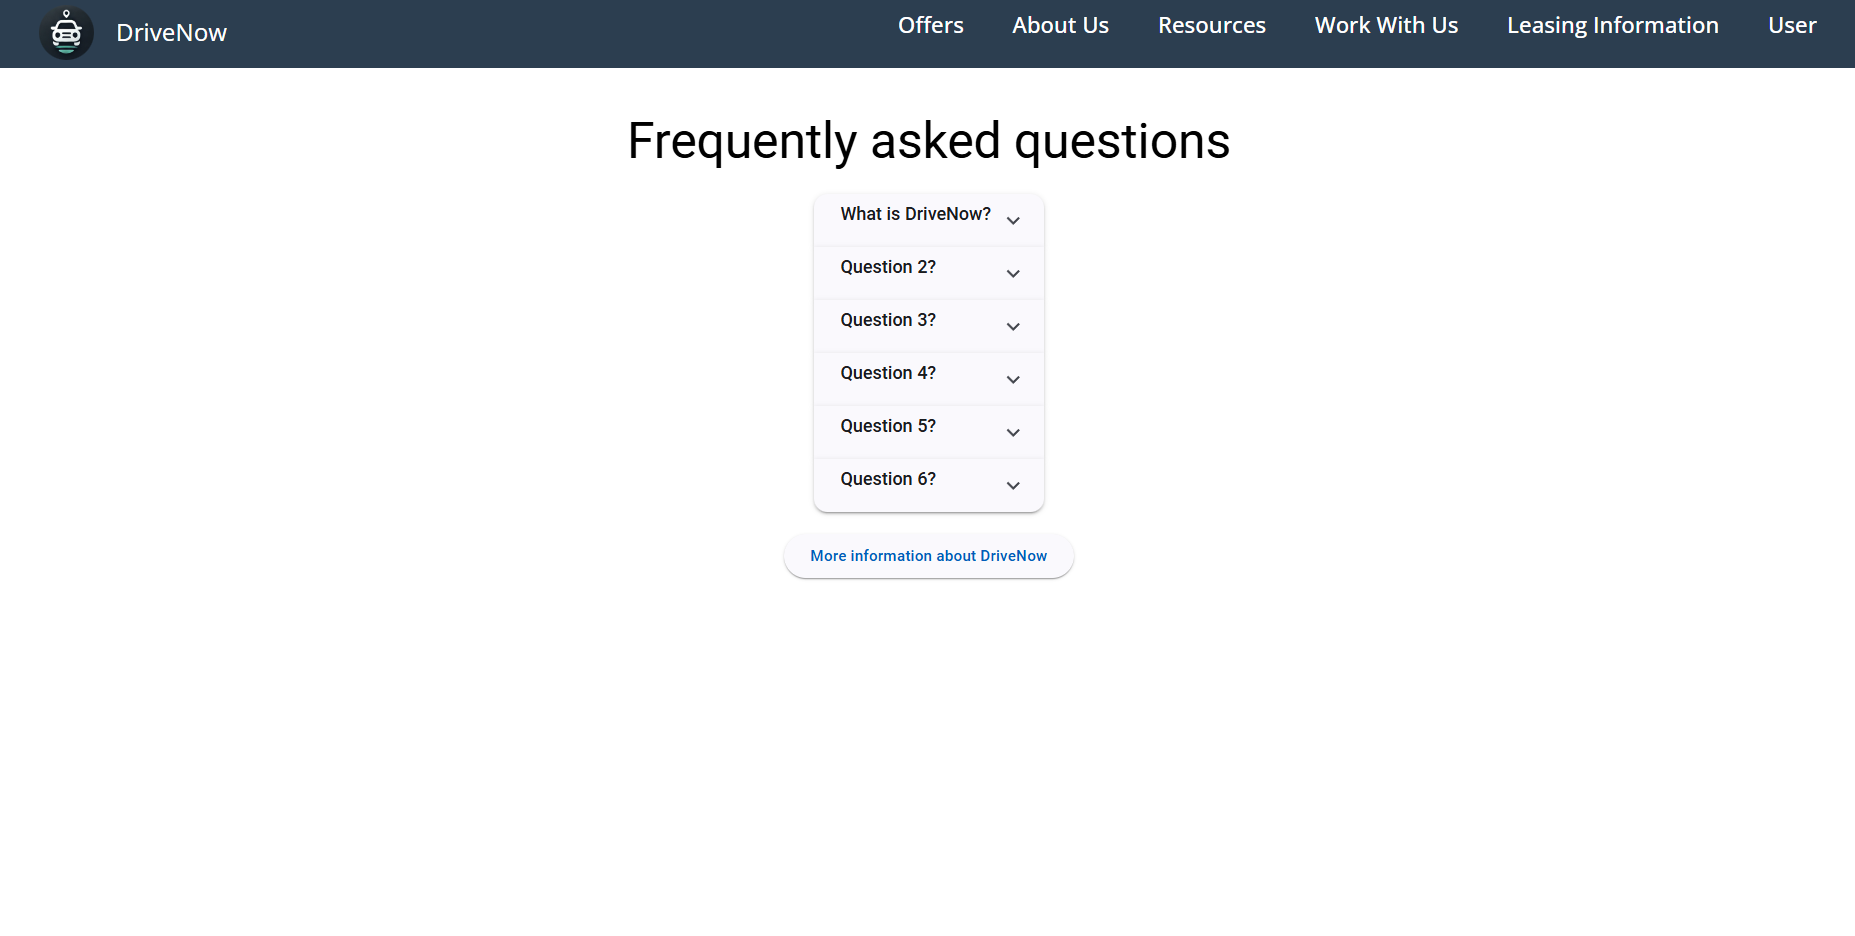 DriveNow
Offers
About Us
Resources
Work With Us
Leasing Information
User
Frequently asked questions
What is DriveNow?
Question 2?
Question 3?
Question 4?
Question 5?
Question 6?
More information about DriveNow